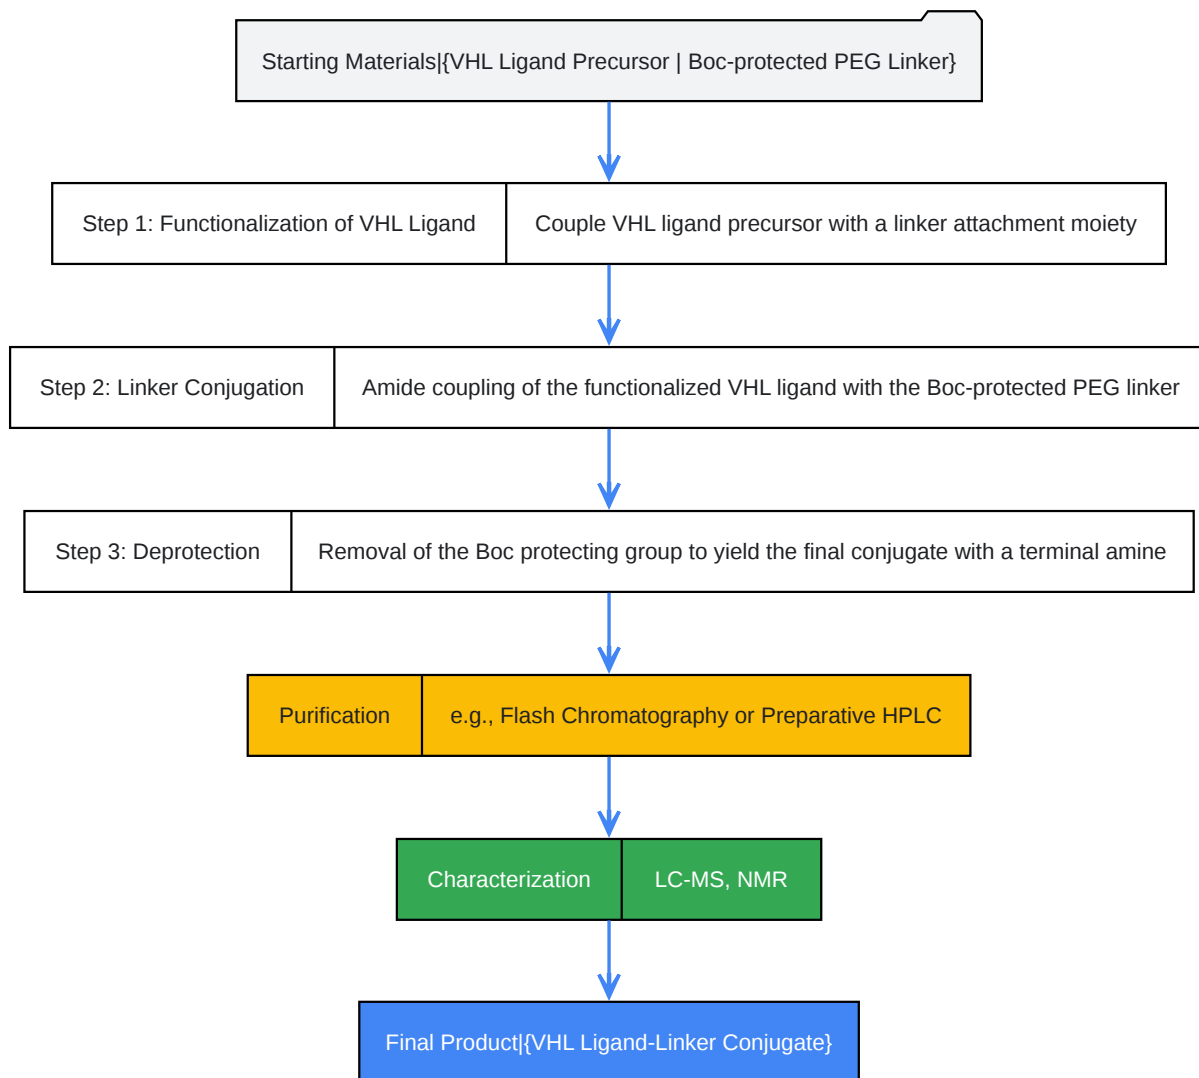 Starting Materials|{VHL Ligand Precursor | Boc-protected PEG Linker}
Step 1: Functionalization of VHL Ligand
Couple VHL ligand precursor with a linker attachment moiety
Step 2: Linker Conjugation
Amide coupling of the functionalized VHL ligand with the Boc-protected PEG linker
Step 3: Deprotection
Removal of the Boc protecting group to yield the final conjugate with a terminal amine
Purification
e.g., Flash Chromatography or Preparative HPLC
Characterization
LC-MS, NMR
Final Product|{VHL Ligand-Linker Conjugate}